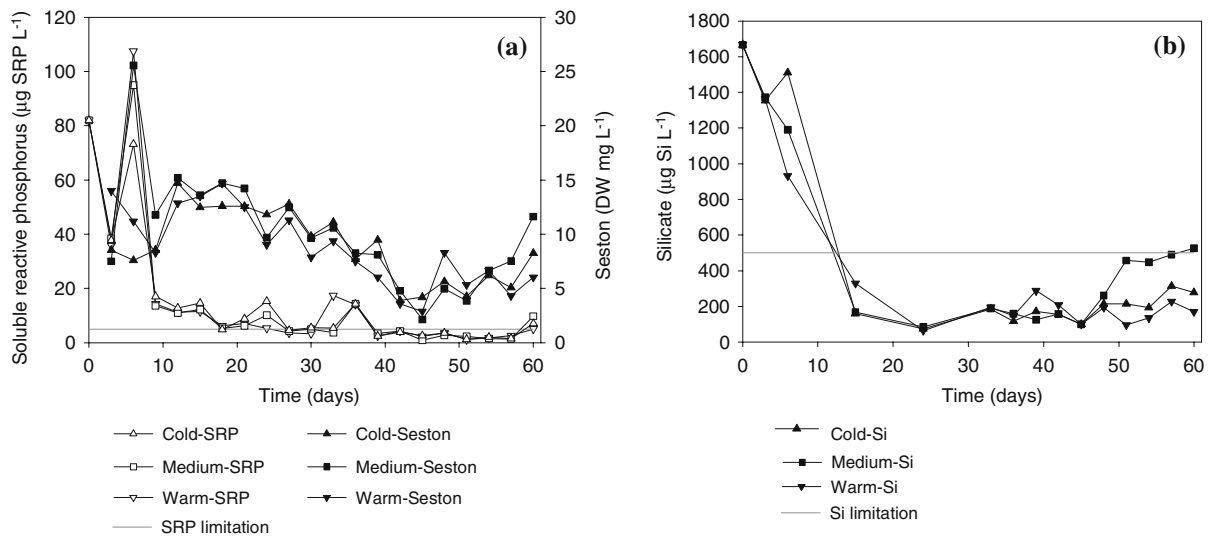 (a)
Soluble reactive phosphorus (µg SRP L-1)
120
100
80
60
40
20
0
Seston (DW mg L-1)
30
25
20
15
10
5
0
0 10 20 30 40 50 60
Time (days)
Cold-SRP
Cold-Seston
Medium-SRP
Medium-Seston
Warm-SRP
Warm-Seston
SRP limitation
(b)
Silicate (µg Si L-1)
1800
1600
1400
1200
1000
800
600
400
200
0
0 10 20 30 40 50 60
Time (days)
Cold-Si
Medium-Si
Warm-Si
Si limitation